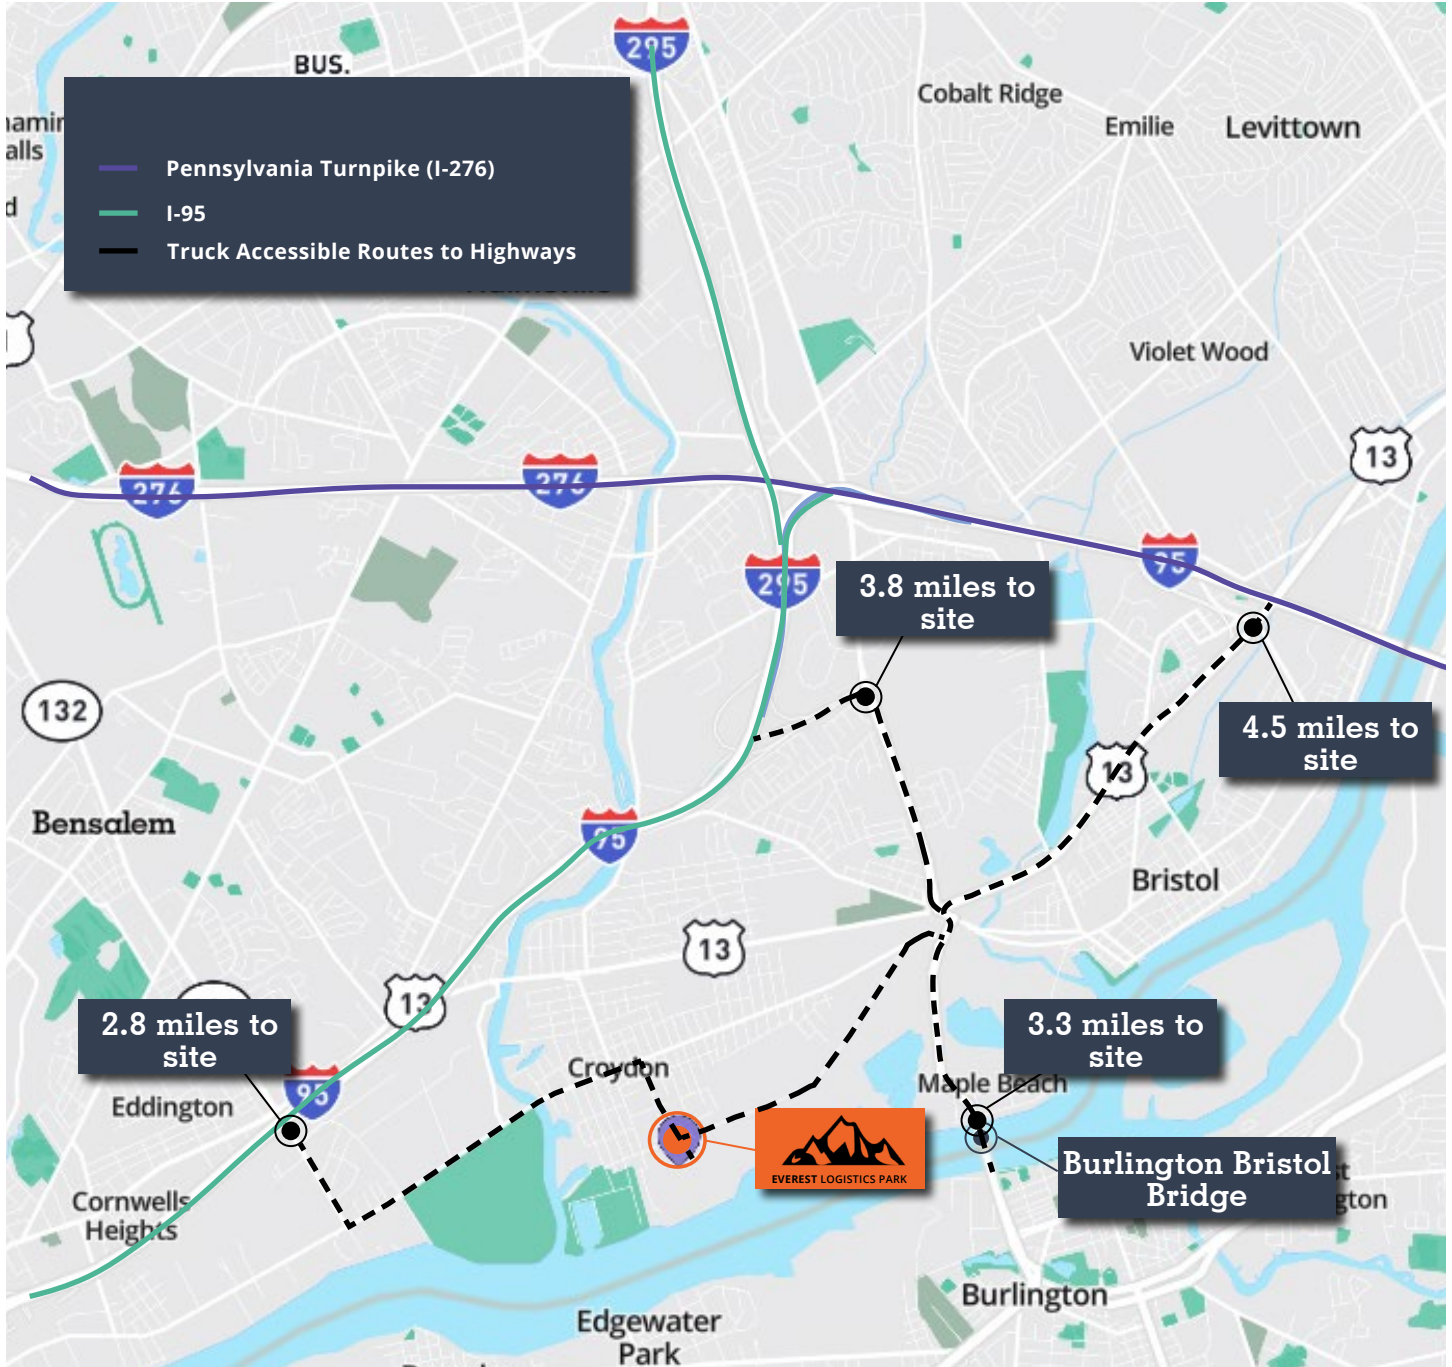 295
BUS.
Cobalt Ridge
Emilie
Levittown
Pennsylvania Turnpike (I-276)
I-95
Truck Accessible Routes to Highways
Violet Wood
13
276
276
95
295
3.8 miles to
site
132
4.5 miles to
site
13
Bensalem
95
Bristol
13
13
2.8 miles to
site
3.3 miles to
site
Croydon
Maple Beach
95
Eddington
EVEREST LOGISTICS PARK
Burlington Bristol
Bridge
Cornwells
Heights
Burlington
Edgewater
Park